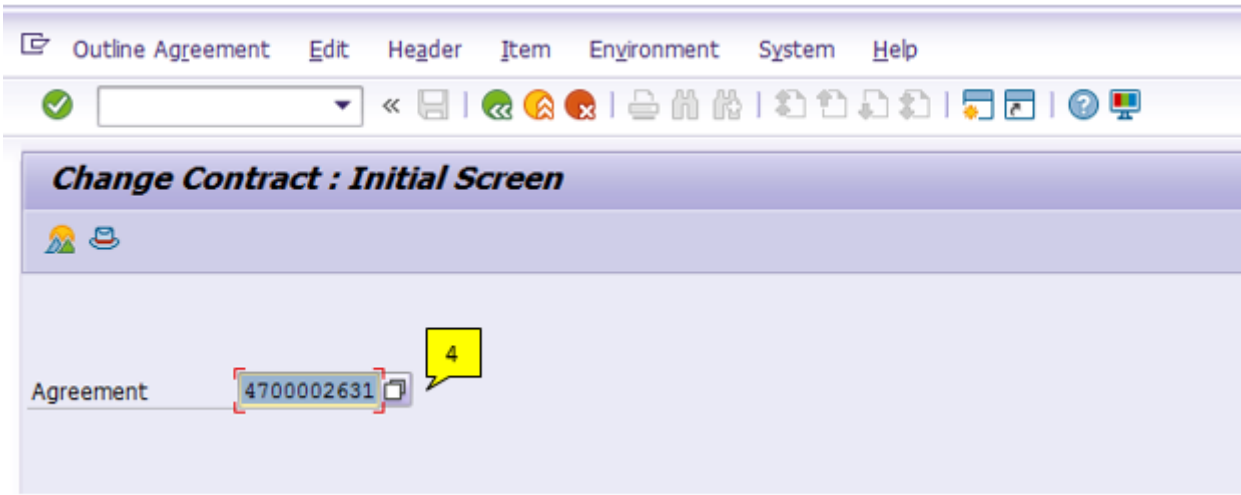 Outline Agreement Edit Header Item Environment System Help
Change Contract : Initial Screen
4
Agreement 4700002631